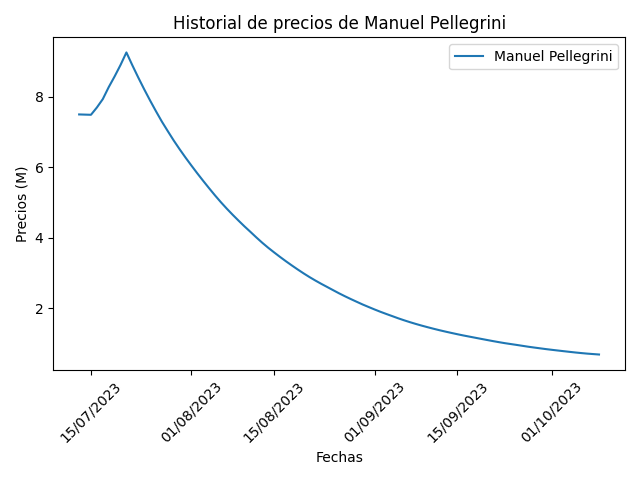 Historial de precios de Manuel Pellegrini
Manuel Pellegrini
Precios (M)
8
6
4
2
15/07/2023
01/08/2023
15/08/2023
01/09/2023
15/09/2023
01/10/2023
Fechas